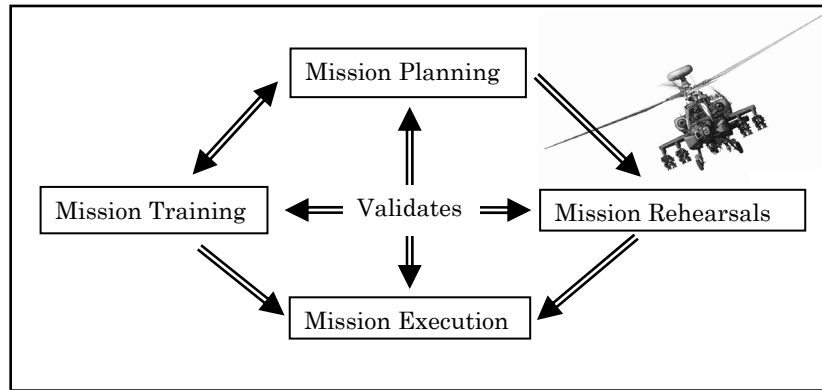 Mission Planning
Mission Training
Validates
Mission Rehearsals
Mission Execution